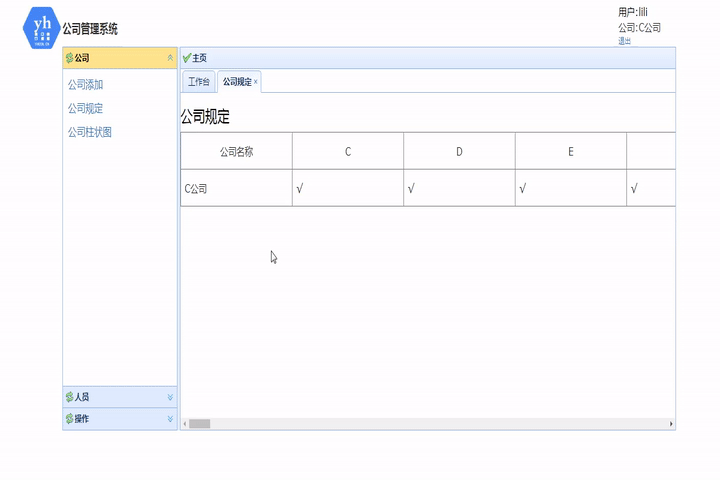 yh
公司管理系统
用户:lili
公司:C公司
退出
公司
公司添加
公司规定
公司柱状图
人员
操作
主页
工作台
公司规定 ×
公司规定
公司名称 C D E
C公司 √ √ √ √